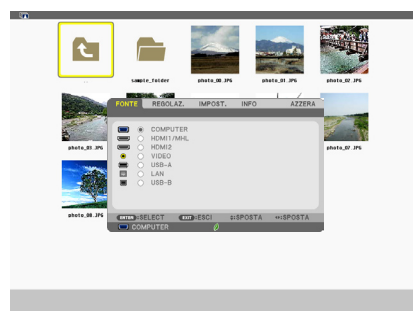 ..
sample_folder
photo_00.JPG
photo_01.JPG
photo_02.JPG
FONTE REGOLAZ. IMPOST. INFO AZZERA
COMPUTER
HDMI1/MHL
HDMI2
VIDEO
USB-A
LAN
USB-B
photo_03.JPG
photo_07.JPG
ENTER:SELECT EXIT:ESCI ↕:SPOSTA ↔:SPOSTA
COMPUTER
photo_08.JPG